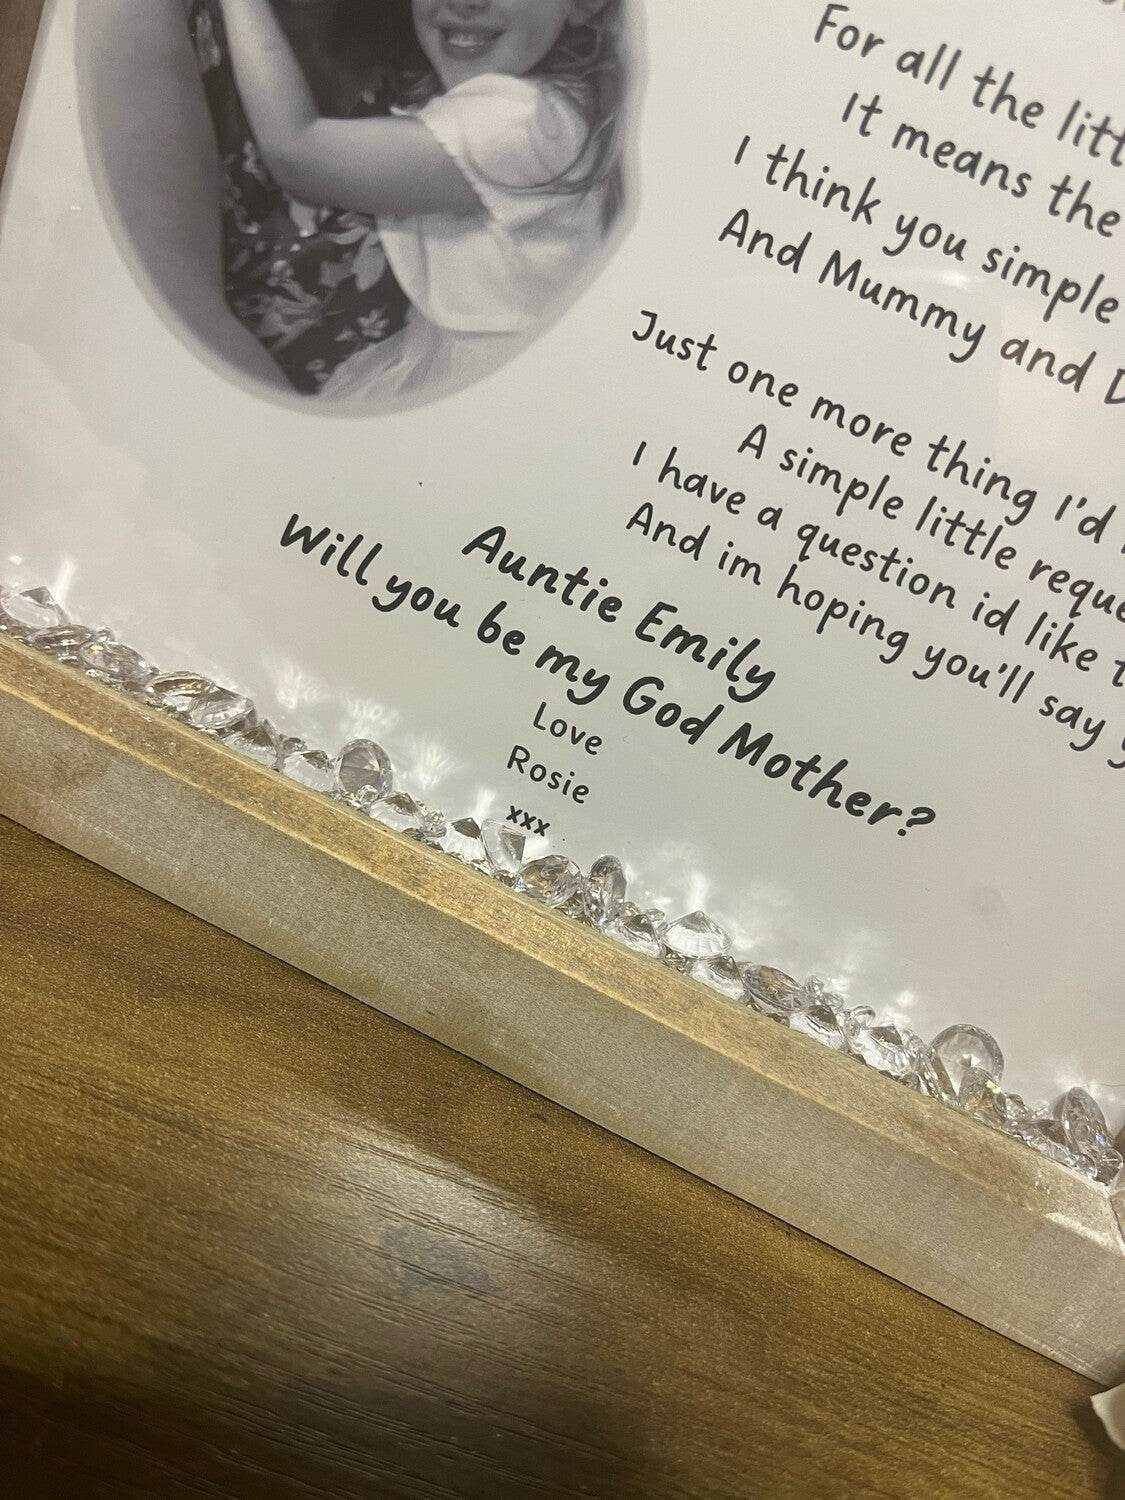 For all the
It means the
I think you simple
And Mummy and
Just one more thing I'd
A simple little
I have a question id like
And im hoping you'll say
Auntie Emily
Will you be my God Mother?
Love
Rosie
xxx